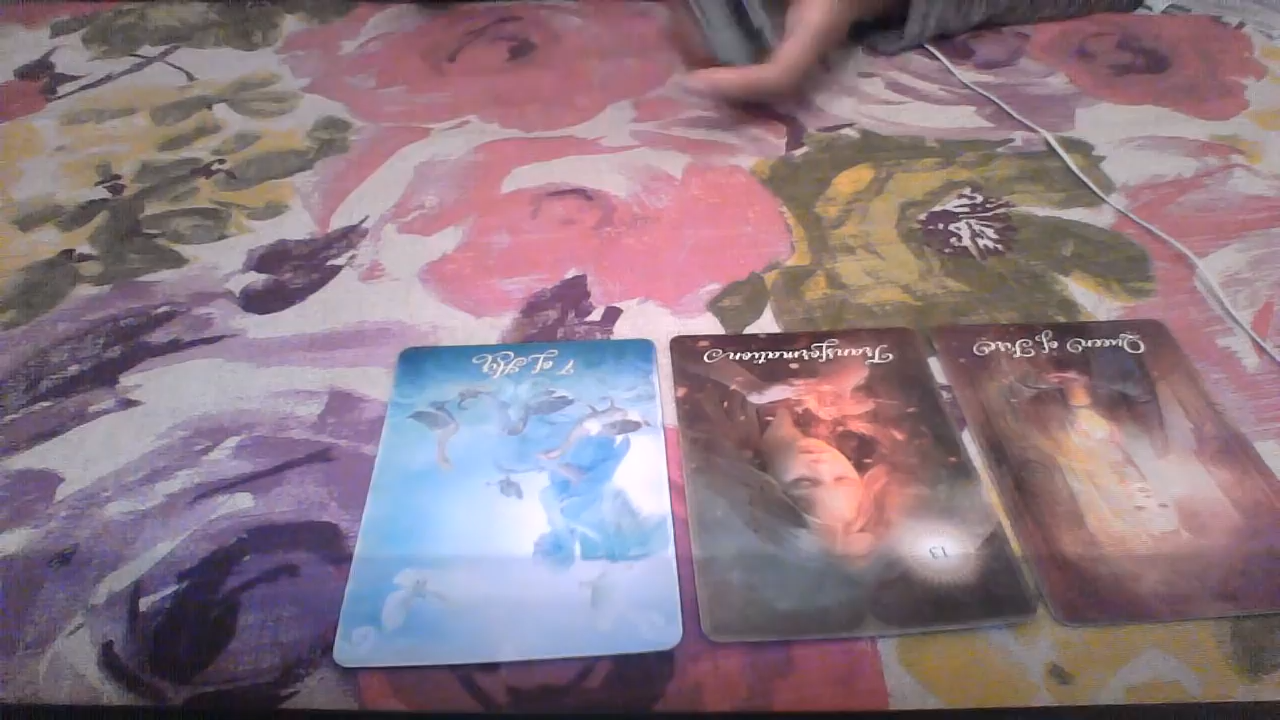 7 of Air
Transformation
13
Queen of Fire